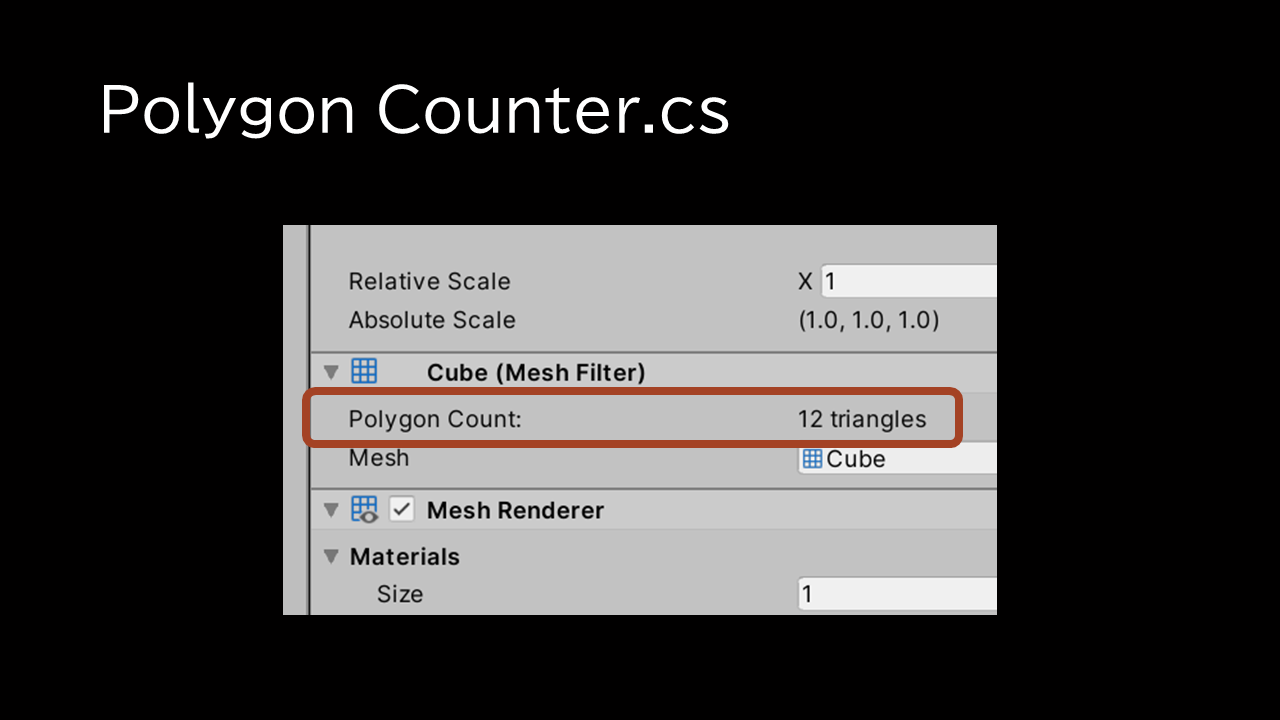 Polygon Counter.cs
Relative Scale X 1
Absolute Scale (1.0, 1.0, 1.0)
Cube (Mesh Filter)
Polygon Count: 12 triangles
Mesh Cube
Mesh Renderer
Materials
Size 1